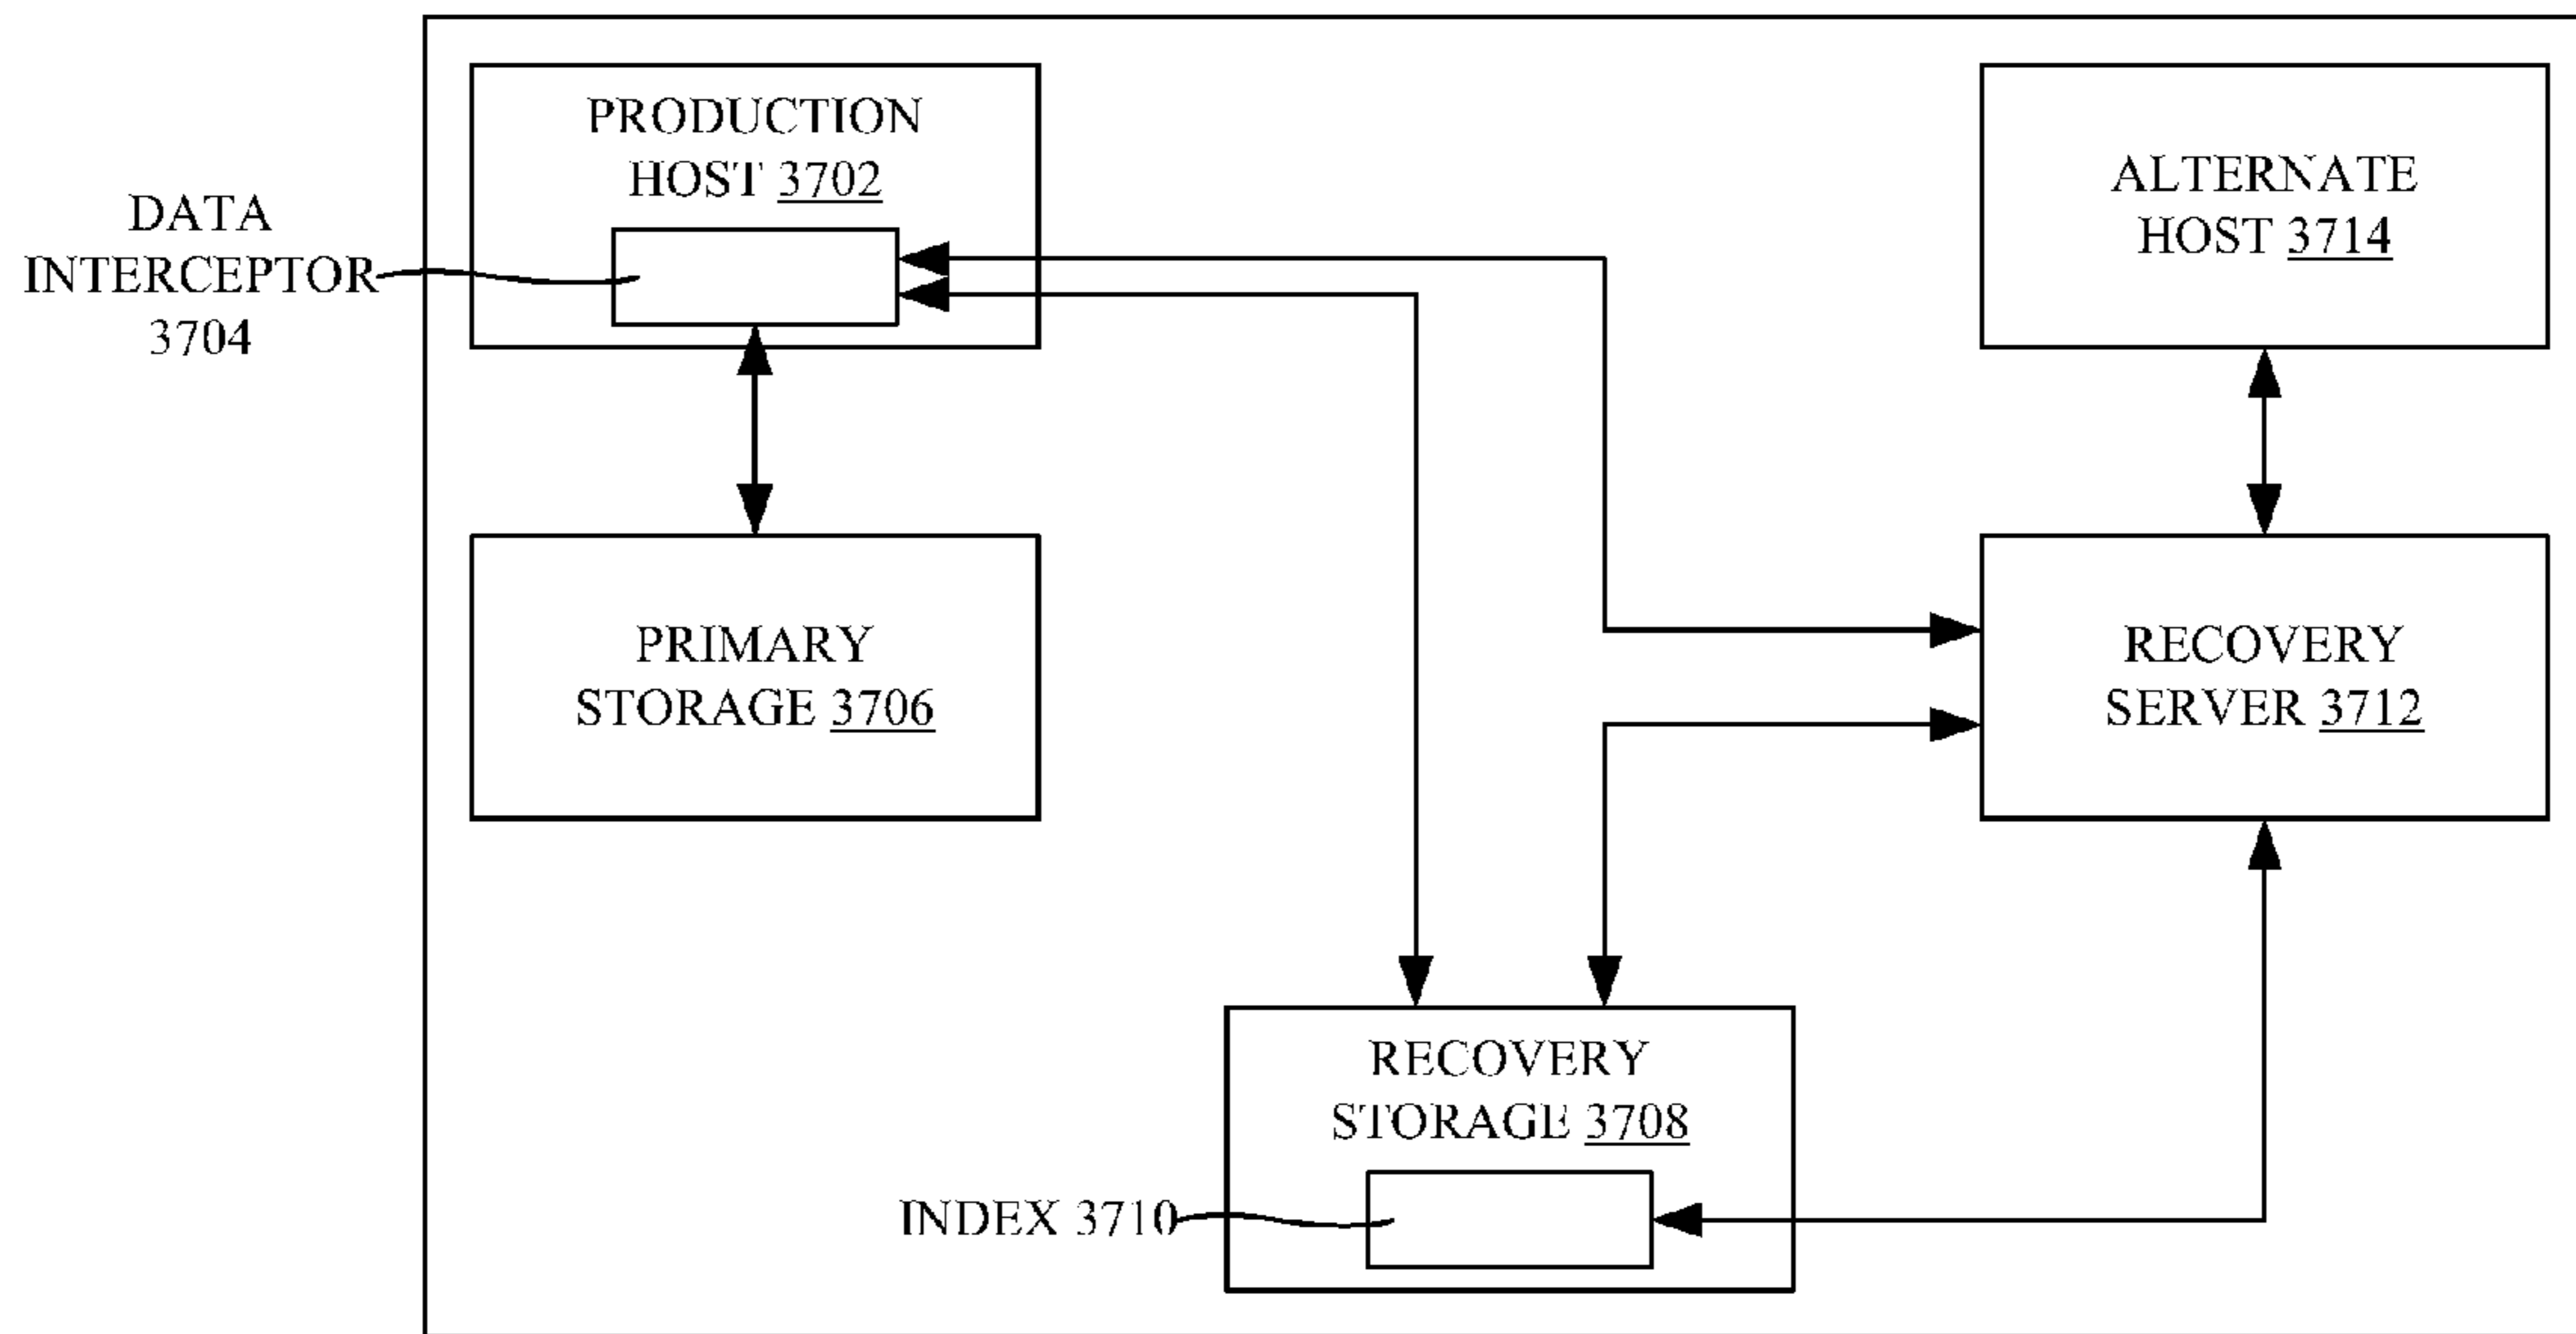 PRODUCTION
HOST 3702
DATA
INTERCEPTOR
3704
ALTERNATE
HOST 3714
PRIMARY
STORAGE 3706
RECOVERY
SERVER 3712
RECOVERY
STORAGE 3708
INDEX 3710